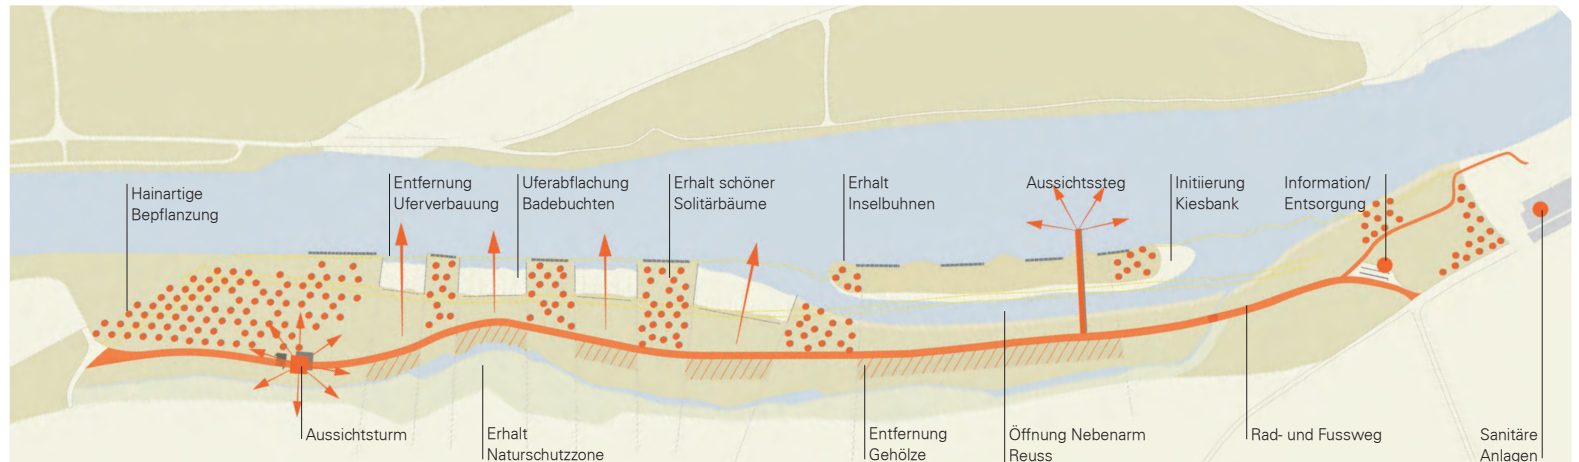 Hainartige
Bepflanzung
Entfernung
Uferverbauung
Uferabflachung
Badebuchten
Erhalt schöner
Solitärbäume
Erhalt
Inselbuhnen
Aussichtssteg
Initiierung
Kiesbank
Information/
Entsorgung
Aussichtsturm
Erhalt
Naturschutzzone
Entfernung
Gehölze
Öffnung Nebenarm
Reuss
Rad- und Fussweg
Sanitäre
Anlagen